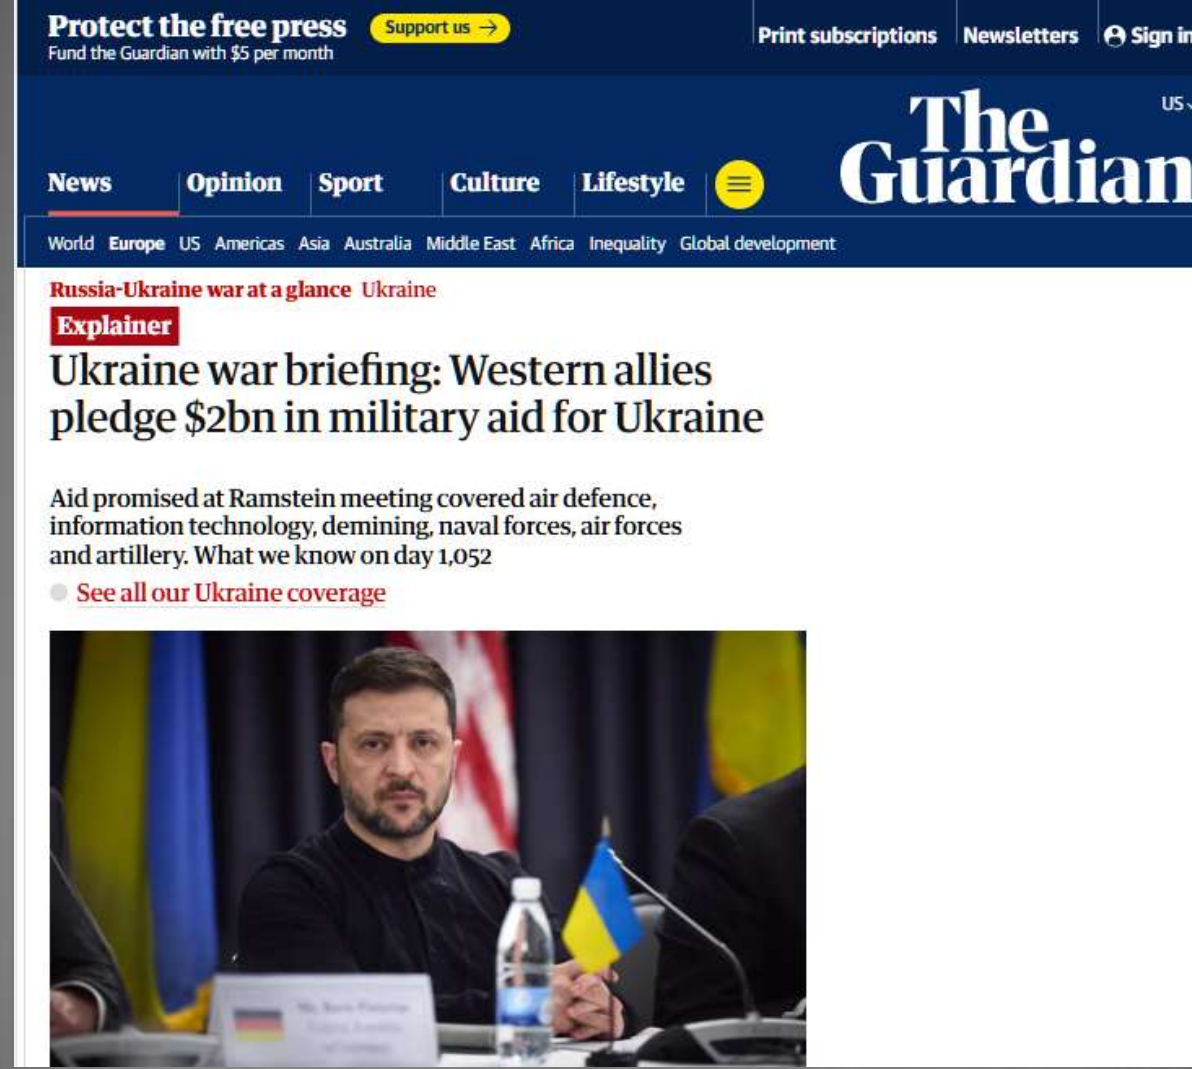 Protect the free press
Support us →
Fund the Guardian with $5 per month
Print subscriptions
Newsletters
Sign in
US
The
Guardian
News
Opinion
Sport
Culture
Lifestyle
World Europe US Americas Asia Australia Middle East Africa Inequality Global development
Russia-Ukraine war at a glance Ukraine
Explainer
Ukraine war briefing: Western allies
pledge $2bn in military aid for Ukraine
Aid promised at Ramstein meeting covered air defence,
information technology, demining, naval forces, air forces
and artillery. What we know on day 1,052
See all our Ukraine coverage